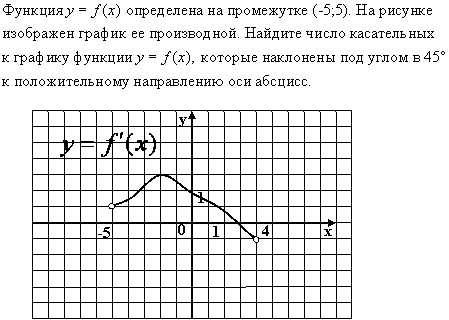 Функция y = f(x) определена на промежутке (-5;5). На рисунке
изображен график ее производной. Найдите число касательных
к графику функции y = f(x), которые наклонены под углом в 45°
к положительному направлению оси абсцисс.
y
y = f'(x)
1
-5 0 1 4 x